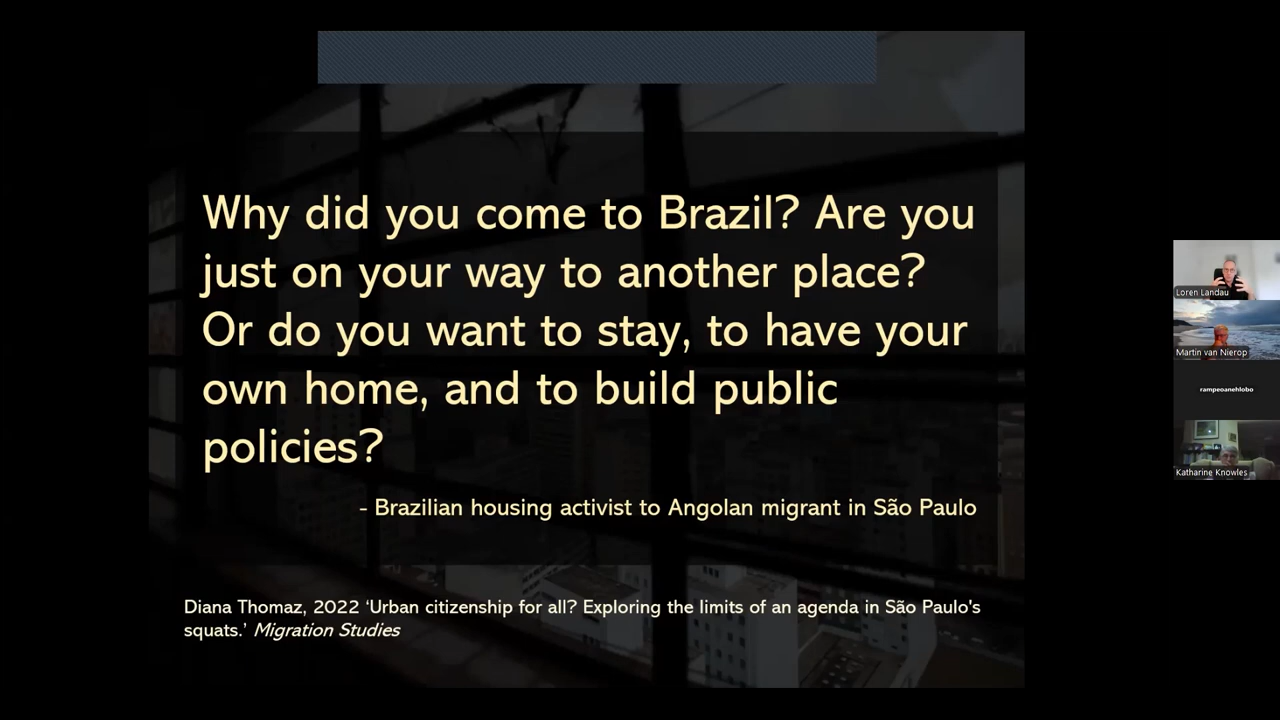 Why did you come to Brazil? Are you
just on your way to another place?
Or do you want to stay, to have your
own home, and to build public
policies?
- Brazilian housing activist to Angolan migrant in São Paulo
Diana Thomaz, 2022 ‘Urban citizenship for all? Exploring the limits of an agenda in São Paulo's
squats.’ Migration Studies
Loren Landau
Martin van Nierop
rampeoanehlobo
Katharine Knowles